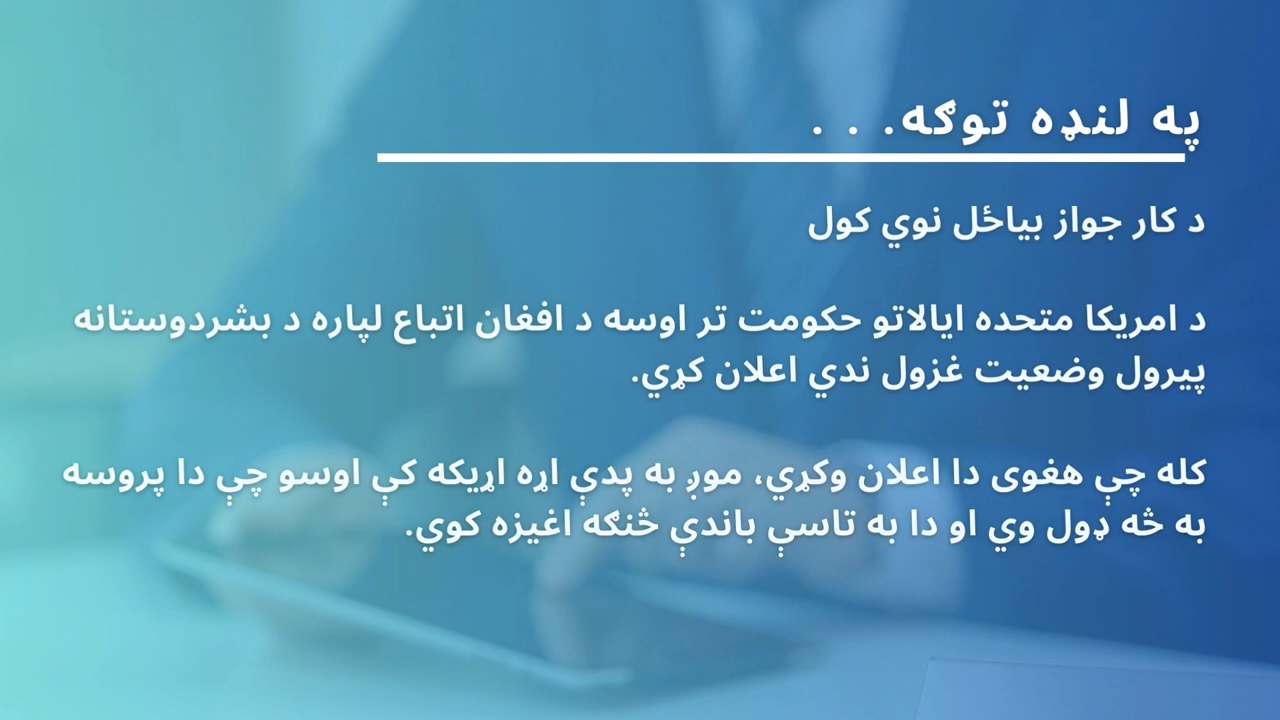 په لنډه توګه. . .
د کار جواز بیاځل نوي کول
د امریکا متحده ایالاتو حکومت تر اوسه د افغان اتباع لپاره د بشردوستانه
پیرول وضعیت غزول ندي اعلان کړي.
کله چې هغوی دا اعلان وکړي، موږ به پدې اړه اړیکه کې اوسو چې دا پروسه
به څه ډول وي او دا به تاسې باندې څنګه اغیزه کوي.